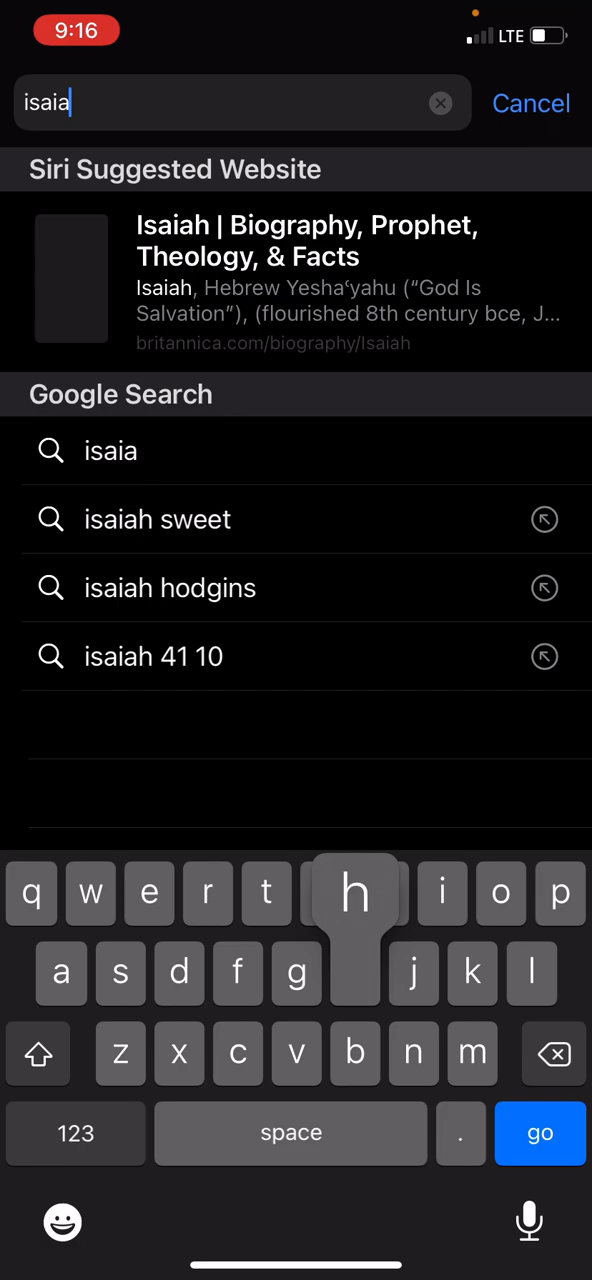 9:16
LTE
isaia
Cancel
Siri Suggested Website
Isaiah | Biography, Prophet,
Theology, & Facts
Isaiah, Hebrew Yeshaʿyahu (“God Is
Salvation”), (flourished 8th century bce, J...
britannica.com/biography/Isaiah
Google Search
isaia
isaiah sweet
isaiah hodgins
isaiah 41 10
q w e r t h i o p
a s d f g j k l
z x c v b n m
123 space . go